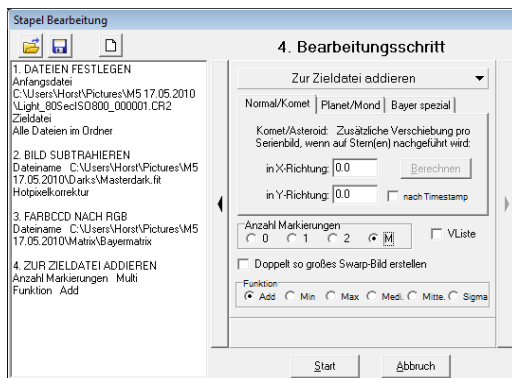 Stapel Bearbeitung
1. DATEIEN FESTLEGEN
Anfangsdatei
C:\Users\Horst\Pictures\M5 17.05.2010
\Light_80SecISO800_000001.CR2
Zieldatei
Alle Dateien im Ordner
2. BILD SUBTRAHIEREN
Dateiname C:\Users\Horst\Pictures\M5
17.05.2010\Darks\Masterdark.fit
Hotpixelkorrektur
3. FARBCCD NACH RGB
Dateiname C:\Users\Horst\Pictures\M5
17.05.2010\Matrix\Bayermatrix
4. ZUR ZIELDATEI ADDIEREN
Anzahl Markierungen Multi
Funktion Add
4. Bearbeitungsschritt
Zur Zieldatei addieren
Normal/Komet Planet/Mond Bayer spezial
Komet/Asteroid: Zusätzliche Verschiebung pro
Serienbild, wenn auf Stern(en) nachgeführt wird:
in X-Richtung: 0.0 Berechnen
in Y-Richtung: 0.0 nach Timestamp
Anzahl Markierungen
0 1 2 M VListe
Doppelt so großes Swarp-Bild erstellen
Funktion
Add Min Max Medi. Mitte. Sigma
Start Abbruch